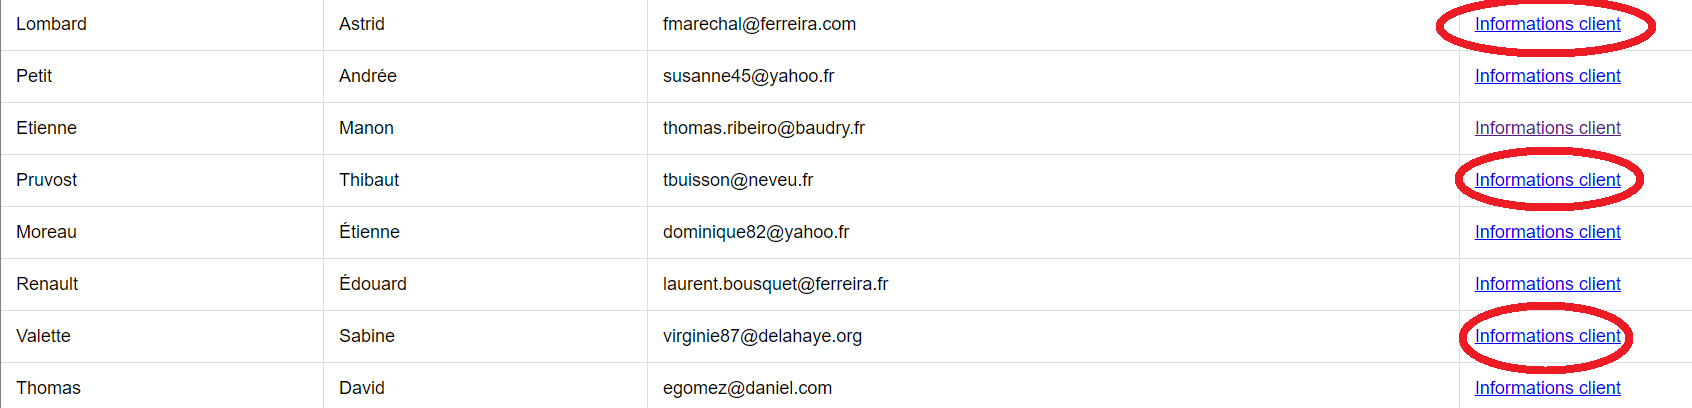 Lombard Astrid fmarechal@ferreira.com Informations client
Petit Andrée susanne45@yahoo.fr Informations client
Etienne Manon thomas.ribeiro@baudry.fr Informations client
Pruvost Thibaut tbuisson@neveu.fr Informations client
Moreau Étienne dominique82@yahoo.fr Informations client
Renault Édouard laurent.bousquet@ferreira.fr Informations client
Valette Sabine virginie87@delahaye.org Informations client
Thomas David egomez@daniel.com Informations client